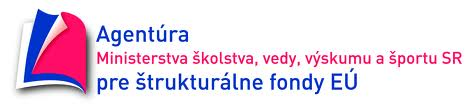 Agentúra
Ministerstva školstva, vedy, výskumu a športu SR
pre štrukturálne fondy EÚ